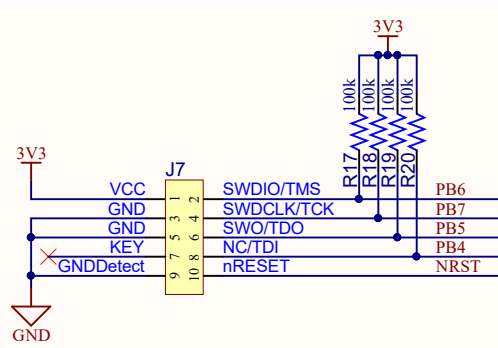 3V3
100k
100k
100k
100k
R17
R18
R19
R20
3V3
J7
VCC 1 2 SWDIO/TMS PB6
GND 3 4 SWDCLK/TCK PB7
GND 5 6 SWO/TDO PB5
KEY 7 8 NC/TDI PB4
GNDDetect 9 10 nRESET NRST
GND